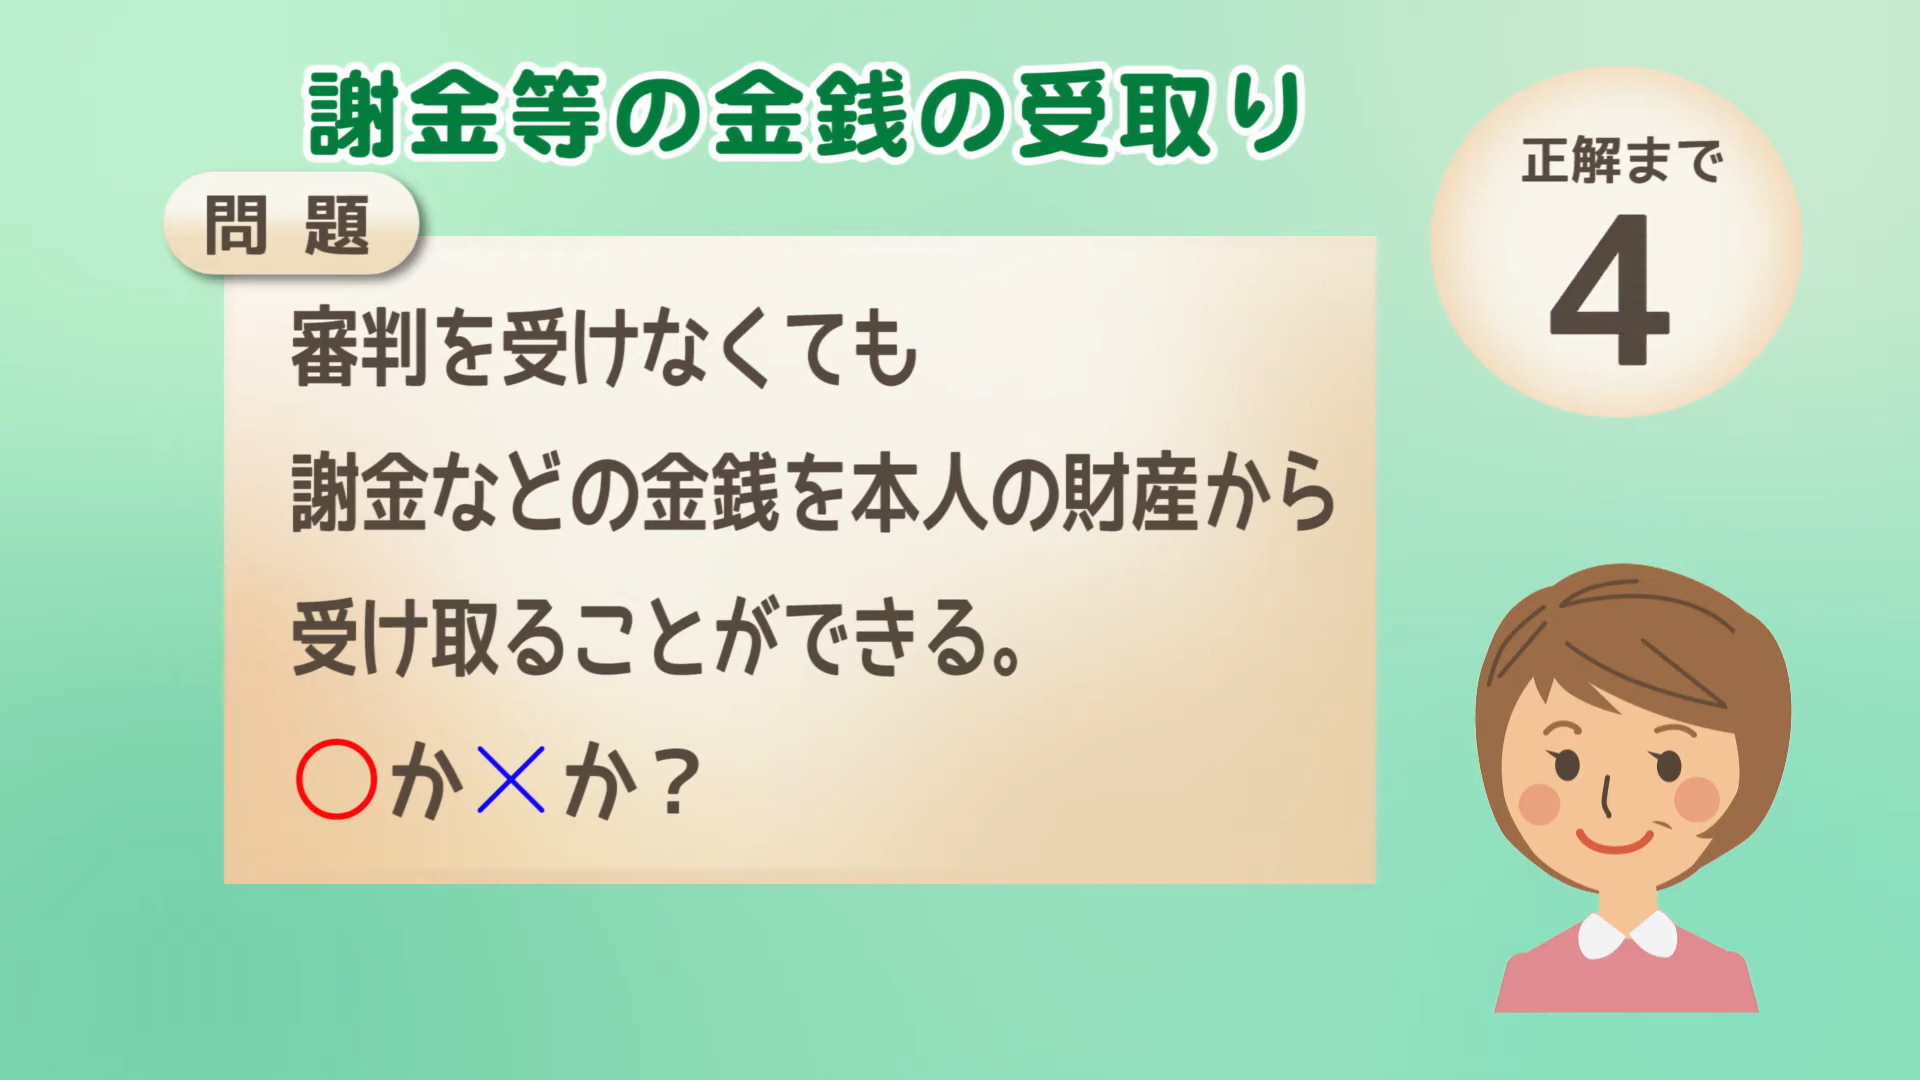 謝金等の金銭の受取り
正解まで
4
問題
審判を受けなくても
謝金などの金銭を本人の財産から
受け取ることができる。
○か×か？